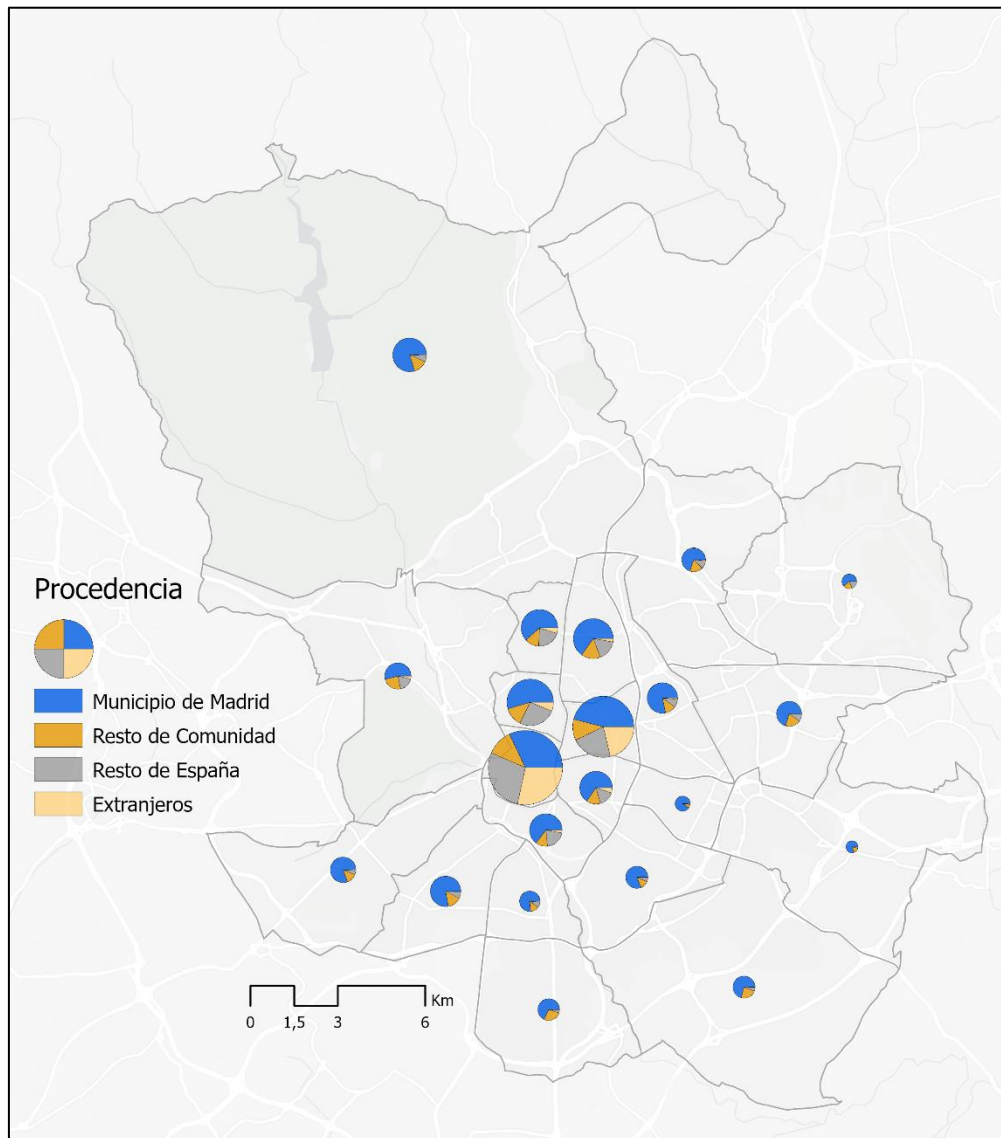 Procedencia
Municipio de Madrid
Resto de Comunidad
Resto de España
Extranjeros
Km
0 1,5 3 6